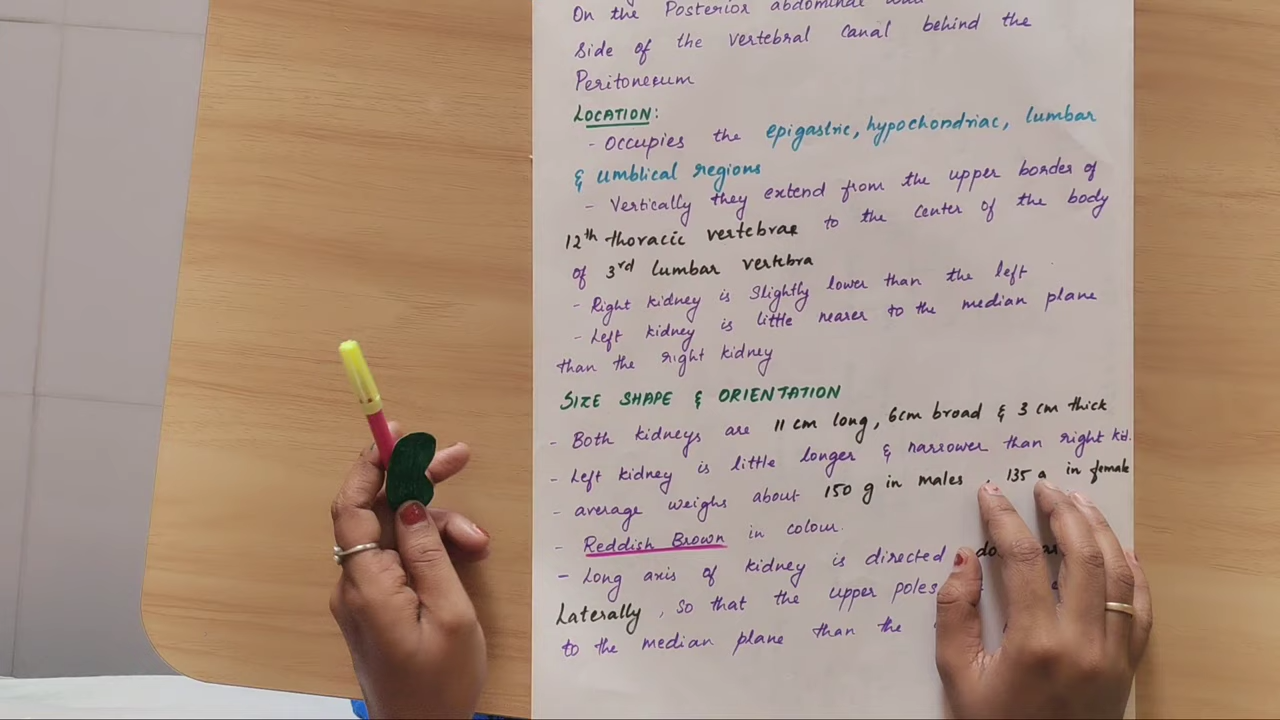 On the Posterior abdominal
Side of the vertebral canal behind the
Peritoneum
LOCATION:
- Occupies the epigastric, hypochondriac, lumbar
& umblical regions
- Vertically they extend from the upper border of
12th thoracic vertebrae to the center of the body
of 3rd lumbar vertebra
- Right kidney is slightly lower than the left
- Left kidney is little nearer to the median plane
than the right kidney
SIZE SHAPE & ORIENTATION
- Both kidneys are 11 cm long, 6cm broad & 3 cm thick
- Left kidney is little longer & narrower than right kid.
- average weighs about 150 g in males, 135 g in female
- Reddish Brown in colour.
- Long axis of kidney is directed
Laterally, so that the upper poles
to the median plane than the